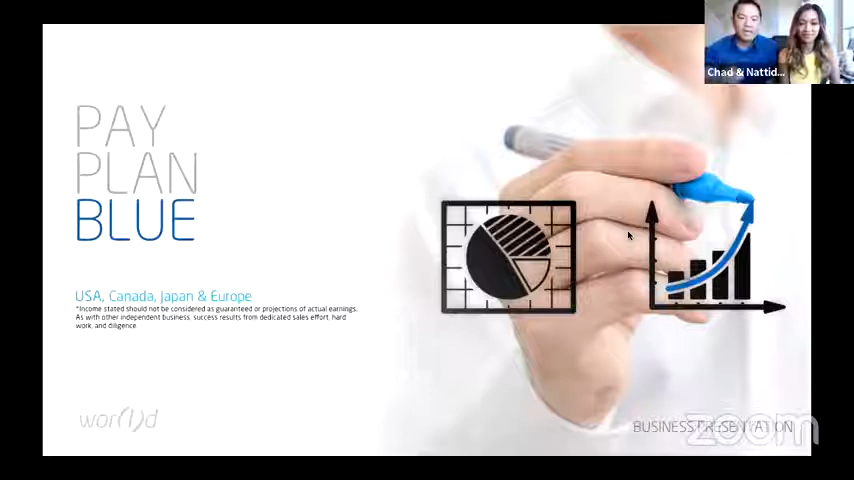 Chad & Nattid...
PAY
PLAN
BLUE
USA, Canada, Japan & Europe
*Income stated should not be considered as guaranteed or projections of actual earnings.
As with other independent business, success results from dedicated sales effort, hard
work, and diligence
wor(l)d
BUSINESS PRESENTATION
zoom